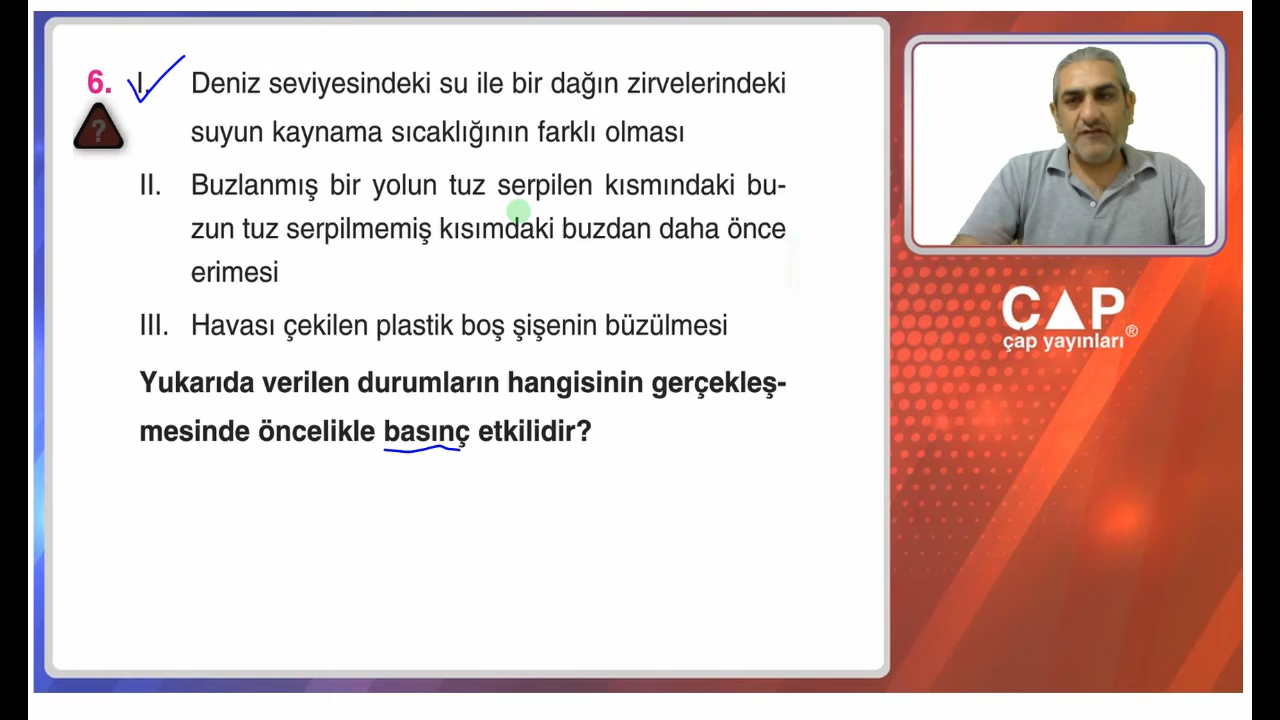 6. I. Deniz seviyesindeki su ile bir dağın zirvelerindeki
suyun kaynama sıcaklığının farklı olması
?
II. Buzlanmış bir yolun tuz serpilen kısmındaki bu-
zun tuz serpilmemiş kısımdaki buzdan daha önce
erimesi
III. Havası çekilen plastik boş şişenin büzülmesi
Yukarıda verilen durumların hangisinin gerçekleş-
mesinde öncelikle basınç etkilidir?
ÇAP
çap yayınları®